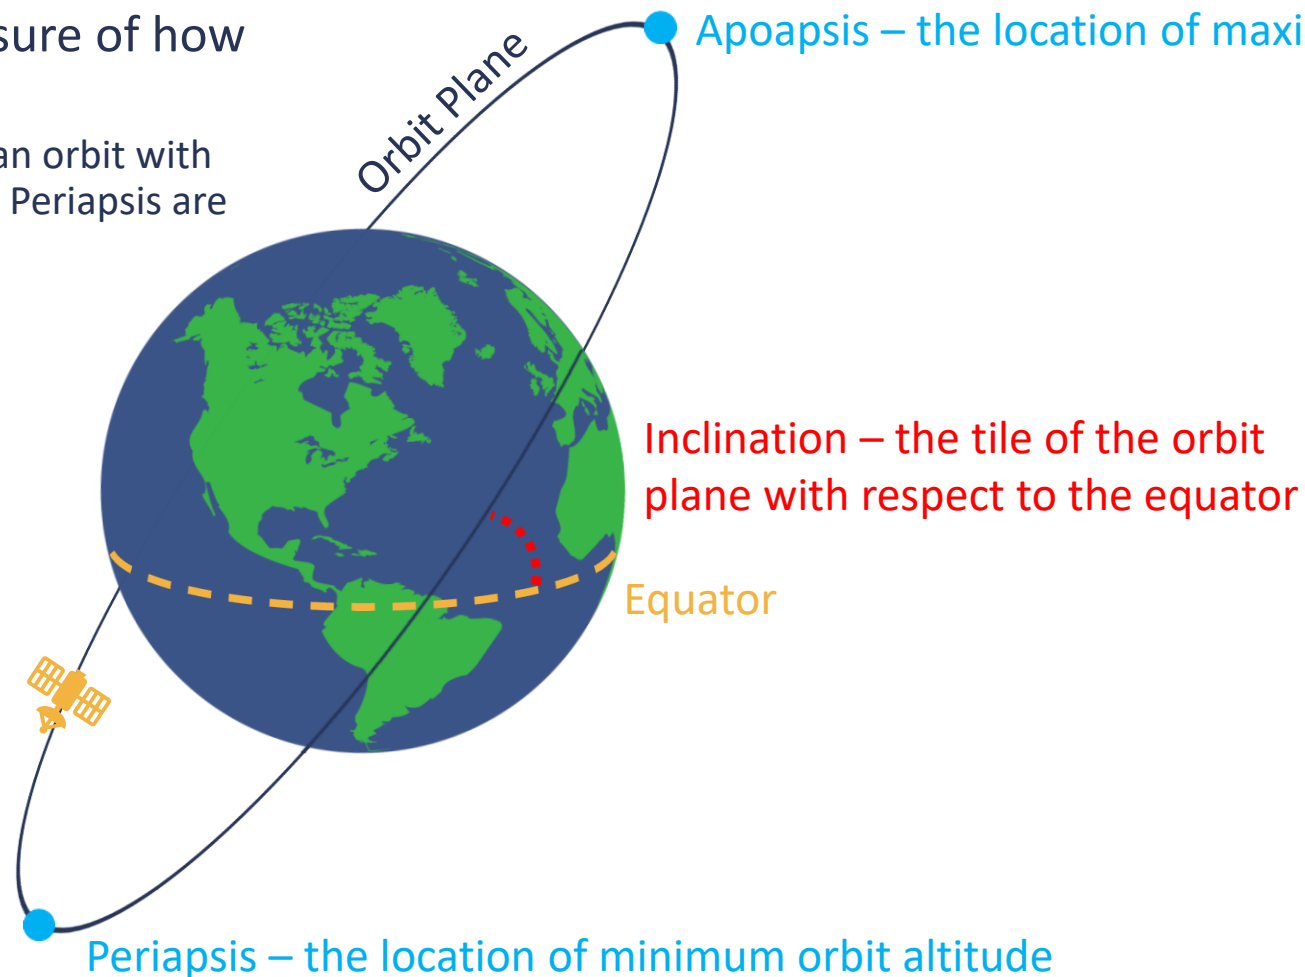 sure of how
Apoapsis – the location of maxi
Orbit Plane
an orbit with
Periapsis are
Inclination – the tile of the orbit
plane with respect to the equator
Equator
Periapsis – the location of minimum orbit altitude